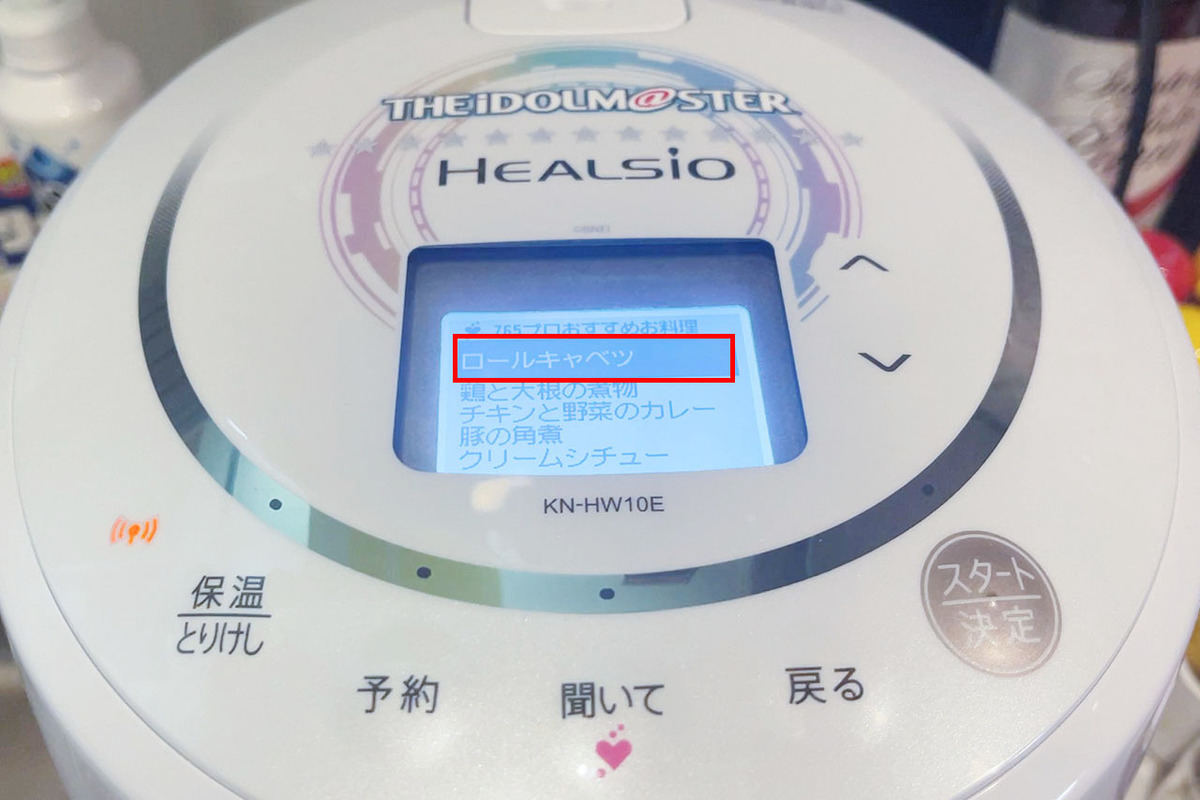 THE iDOLM@STER
HEALSiO
765プロおすすめお料理
ロールキャベツ
鶏と大根の煮物
チキンと野菜のカレー
豚の角煮
クリームシチュー
KN-HW10E
保温
とりけし
予約
聞いて
戻る
スタート
決定